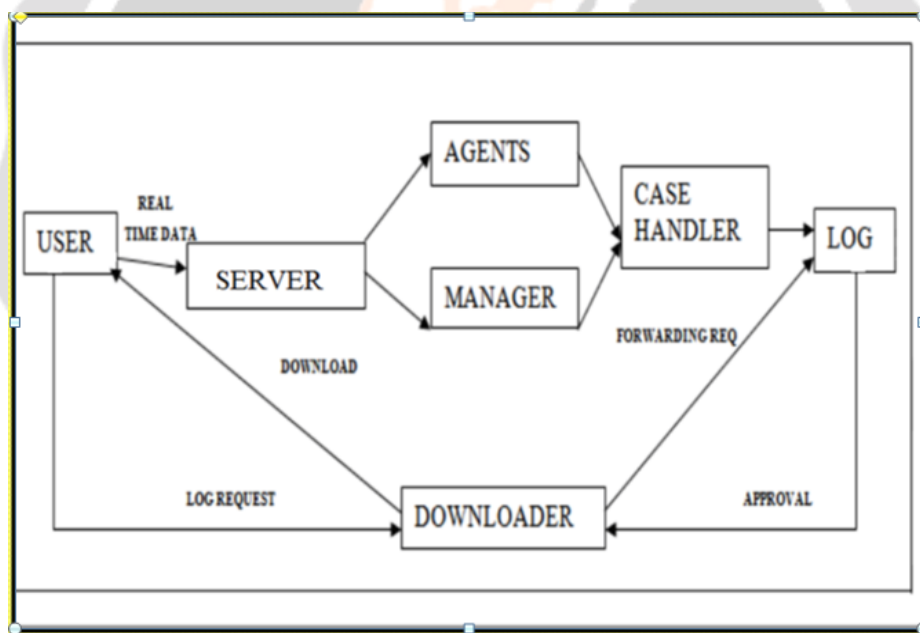 AGENTS
CASE
HANDLER
REAL
TIME DATA
USER
LOG
SERVER
MANAGER
FORWARDING REQ
DOWNLOAD
LOG REQUEST
APPROVAL
DOWNLOADER